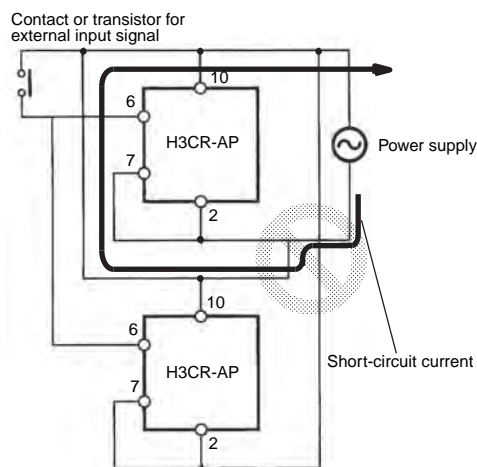 Contact or transistor for
external input signal
10
6
H3CR-AP
7
2
Power supply
10
6
H3CR-AP
7
2
Short-circuit current